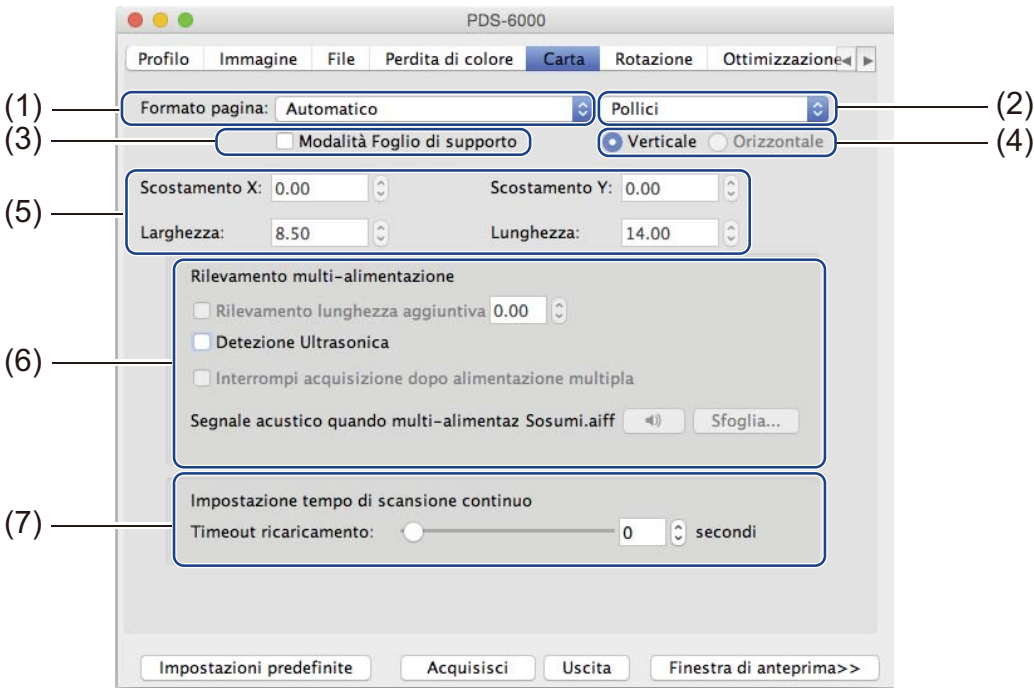 PDS-6000
Profilo Immagine File Perdita di colore Carta Rotazione Ottimizzazione
(1) Formato pagina: Automatico Pollici (2)
(3) Modalità Foglio di supporto Verticale Orizzontale (4)
Scostamento X: 0.00 Scostamento Y: 0.00
(5)
Larghezza: 8.50 Lunghezza: 14.00
Rilevamento multi-alimentazione
Rilevamento lunghezza aggiuntiva 0.00
Detezione Ultrasonica
(6)
Interrompi acquisizione dopo alimentazione multipla
Segnale acustico quando multi-alimentaz Sosumi.aiff Sfoglia...
Impostazione tempo di scansione continuo
(7) Timeout ricaricamento: 0 secondi
Impostazioni predefinite Acquisisci Uscita Finestra di anteprima>>